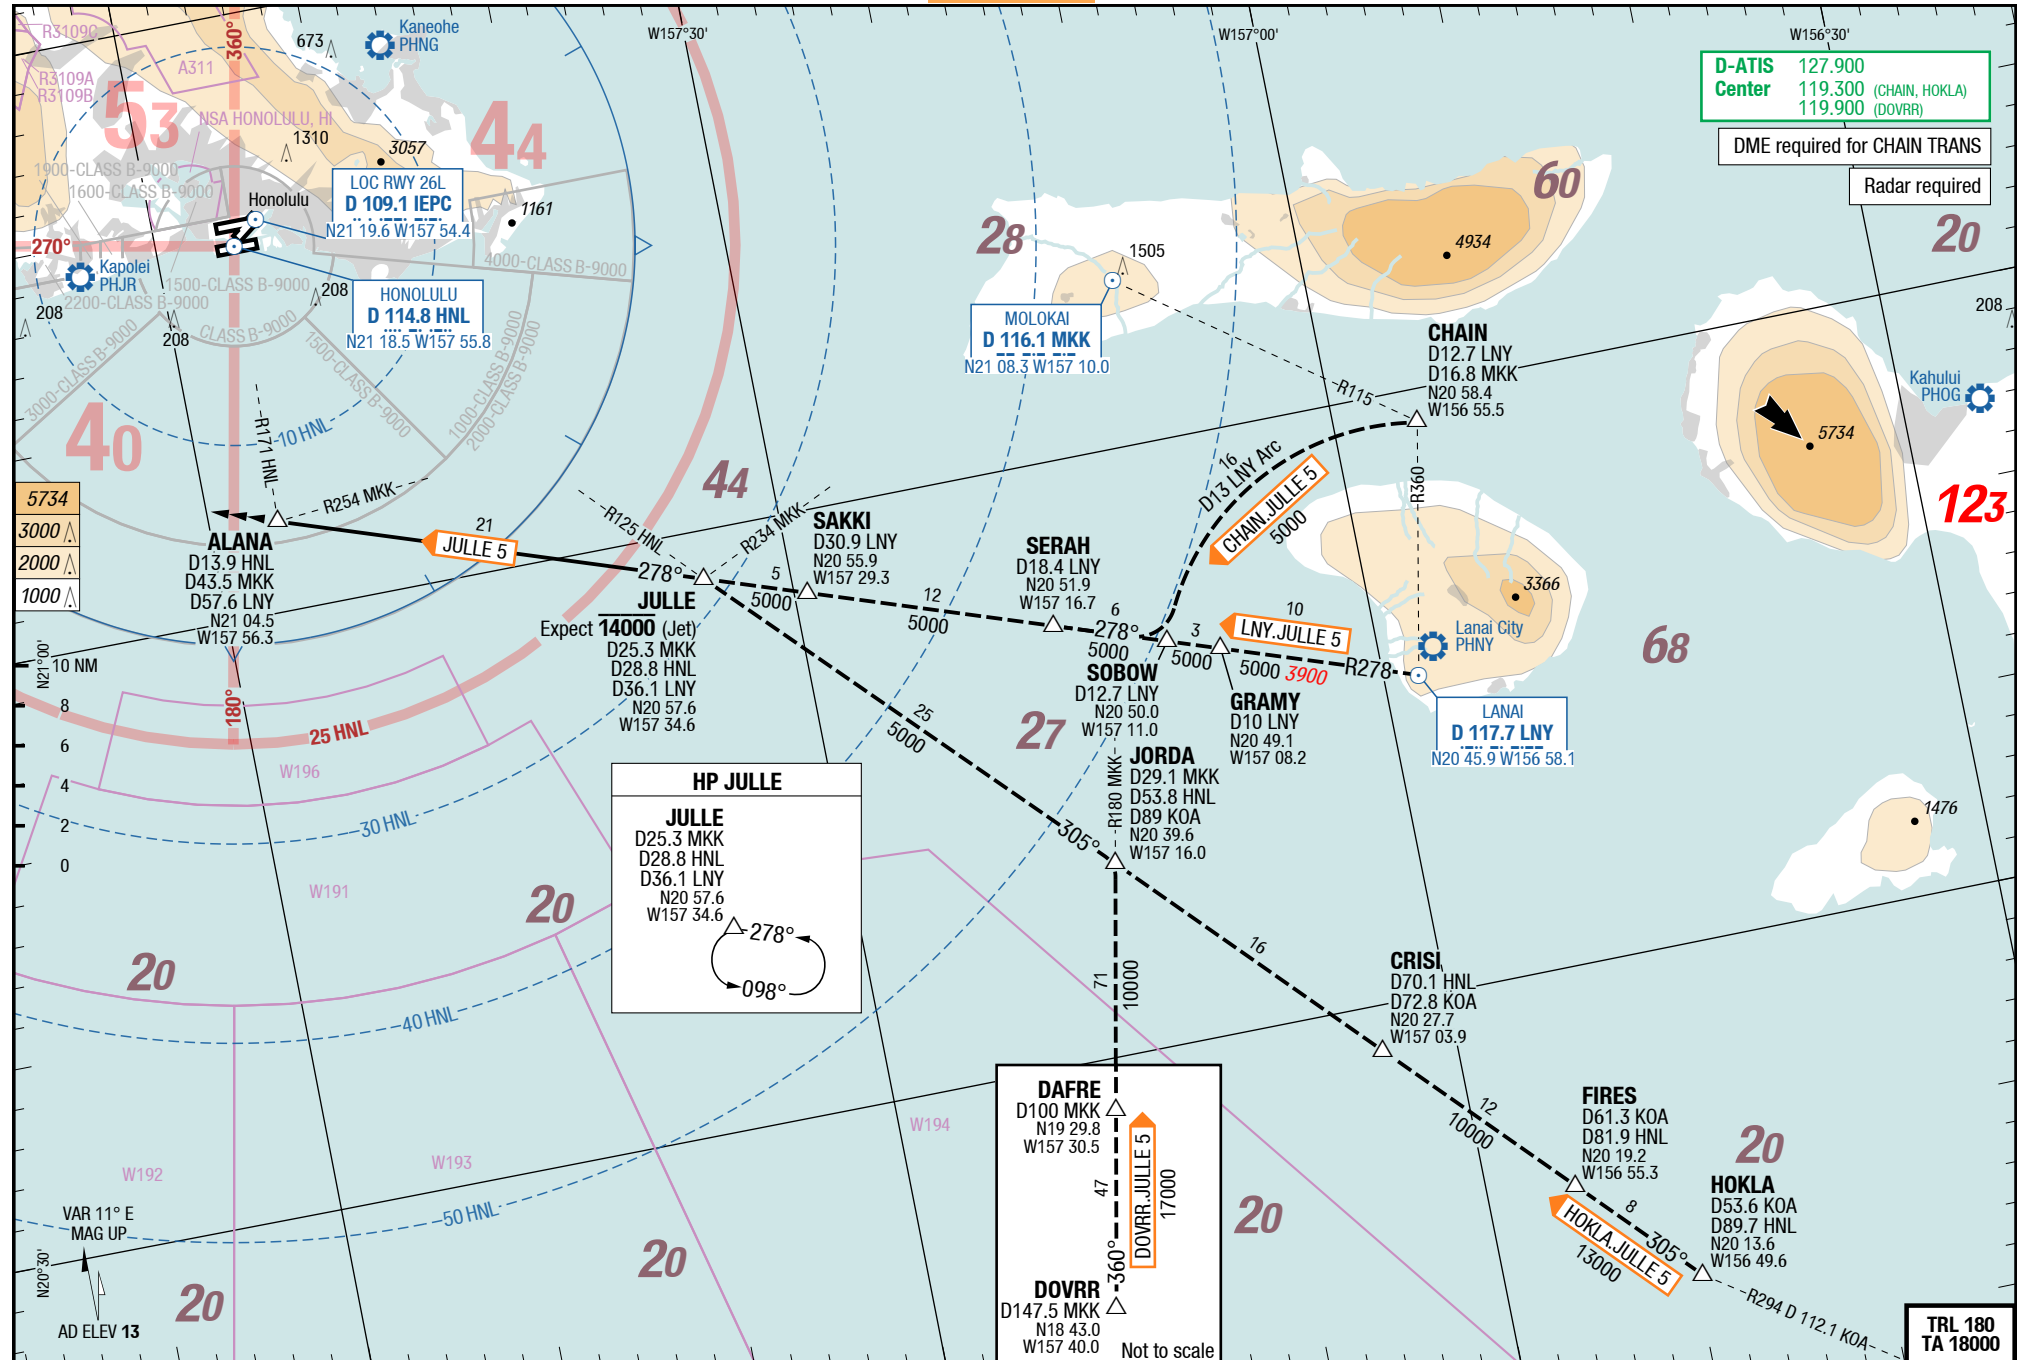 R3109C
360°
673
Kaneohe
PHNG
W157°30'
W157°00'
W156°30'
D-ATIS 127.900
Center 119.300 (CHAIN, HOKLA)
119.900 (DOVRR)
DME required for CHAIN TRANS
Radar required
R3109A
R3109B
A311
53
44
NSA HONOLULU, HI
1310
3057
1900-CLASS B-9000
1600-CLASS B-9000
Honolulu
LOC RWY 26L
D 109.1 IEPC
N21 19.6 W157 54.4
1161
270°
Kapolei
PHJR
1500-CLASS B-9000
2200-CLASS B-9000
4000-CLASS B-9000
208
208
208
HONOLULU
D 114.8 HNL
N21 18.5 W157 55.8
CLASS B-9000
3000-CLASS B-9000
1500-CLASS B-9000
1000-CLASS B-9000
2000-CLASS B-9000
28
1505
60
4934
20
208
MOLOKAI
D 116.1 MKK
N21 08.3 W157 10.0
CHAIN
D12.7 LNY
D16.8 MKK
N20 58.4
W156 55.5
R115
Kahului
PHOG
5734
123
40
10 HNL
R171 HNL
R254 MKK
44
5734
3000
2000
1000
ALANA
D13.9 HNL
D43.5 MKK
D57.6 LNY
N21 04.5
W157 56.3
21
JULLE 5
278°
R125 HNL
R234 MKK
SAKKI
D30.9 LNY
N20 55.9
W157 29.3
5
5000
JULLE
Expect 14000 (Jet)
D25.3 MKK
D28.8 HNL
D36.1 LNY
N20 57.6
W157 34.6
12
5000
SERAH
D18.4 LNY
N20 51.9
W157 16.7
6
278°
5000
16
D13 LNY Arc
CHAIN.JULLE 5
5000
R360
3
5000
10
LNY.JULLE 5
5000 3900
R278
3366
Lanai City
PHNY
68
SOBOW
D12.7 LNY
N20 50.0
W157 11.0
GRAMY
D10 LNY
N20 49.1
W157 08.2
LANAI
D 117.7 LNY
N20 45.9 W156 58.1
27
25
5000
N21°00'
10 NM
8
6
4
2
0
180°
25 HNL
W196
30 HNL
W191
HP JULLE
JULLE
D25.3 MKK
D28.8 HNL
D36.1 LNY
N20 57.6
W157 34.6
278°
098°
R180 MKK
JORDA
D29.1 MKK
D53.8 HNL
D89 KOA
N20 39.6
W157 16.0
305°
1476
20
20
16
71
10000
40 HNL
CRISI
D70.1 HNL
D72.8 KOA
N20 27.7
W157 03.9
12
10000
DAFRE
D100 MKK
N19 29.8
W157 30.5
47
DOVRR.JULLE 5
17000
360°
DOVRR
D147.5 MKK
N18 43.0
W157 40.0
Not to scale
W194
W193
W192
FIRES
D61.3 KOA
D81.9 HNL
N20 19.2
W156 55.3
20
HOKLA
D53.6 KOA
D89.7 HNL
N20 13.6
W156 49.6
8
305°
HOKLA.JULLE 5
13000
50 HNL
20
20
20
VAR 11° E
MAG UP
N20°30'
AD ELEV 13
R294 D 112.1 KOA
TRL 180
TA 18000